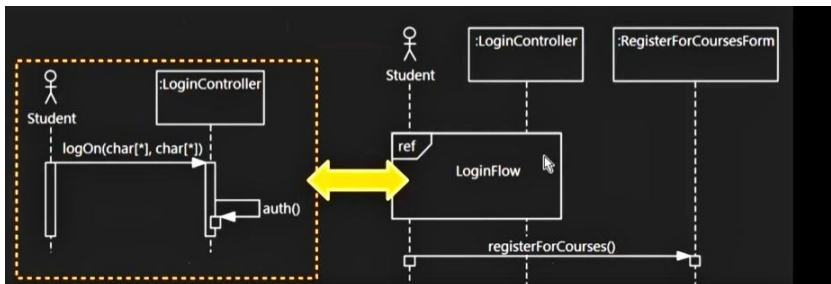 Student
:LoginController
logOn(char[*], char[*])
auth()
Student
:LoginController
:RegisterForCoursesForm
ref
LoginFlow
registerForCourses()